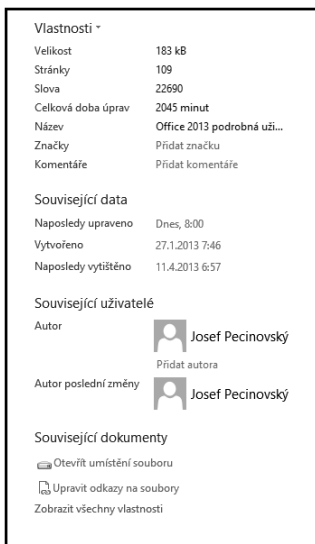 Vlastnosti
Velikost 183 kB
Stránky 109
Slova 22690
Celková doba úprav 2045 minut
Název Office 2013 podrobná uži...
Značky Přidat značku
Komentáře Přidat komentáře
Související data
Naposledy upraveno Dnes, 8:00
Vytvořeno 27.1.2013 7:46
Naposledy vytištěno 11.4.2013 6:57
Související uživatelé
Autor Josef Pecinovský
Přidat autora
Autor poslední změny Josef Pecinovský
Související dokumenty
Otevřít umístění souboru
Upravit odkazy na soubory
Zobrazit všechny vlastnosti